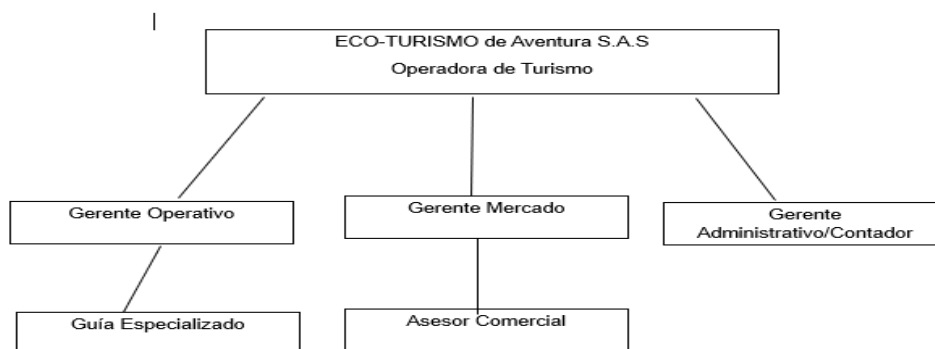 ECO-TURISMO de Aventura S.A.S
Operadora de Turismo
Gerente Operativo
Gerente Mercado
Gerente
Administrativo/Contador
Guía Especializado
Asesor Comercial